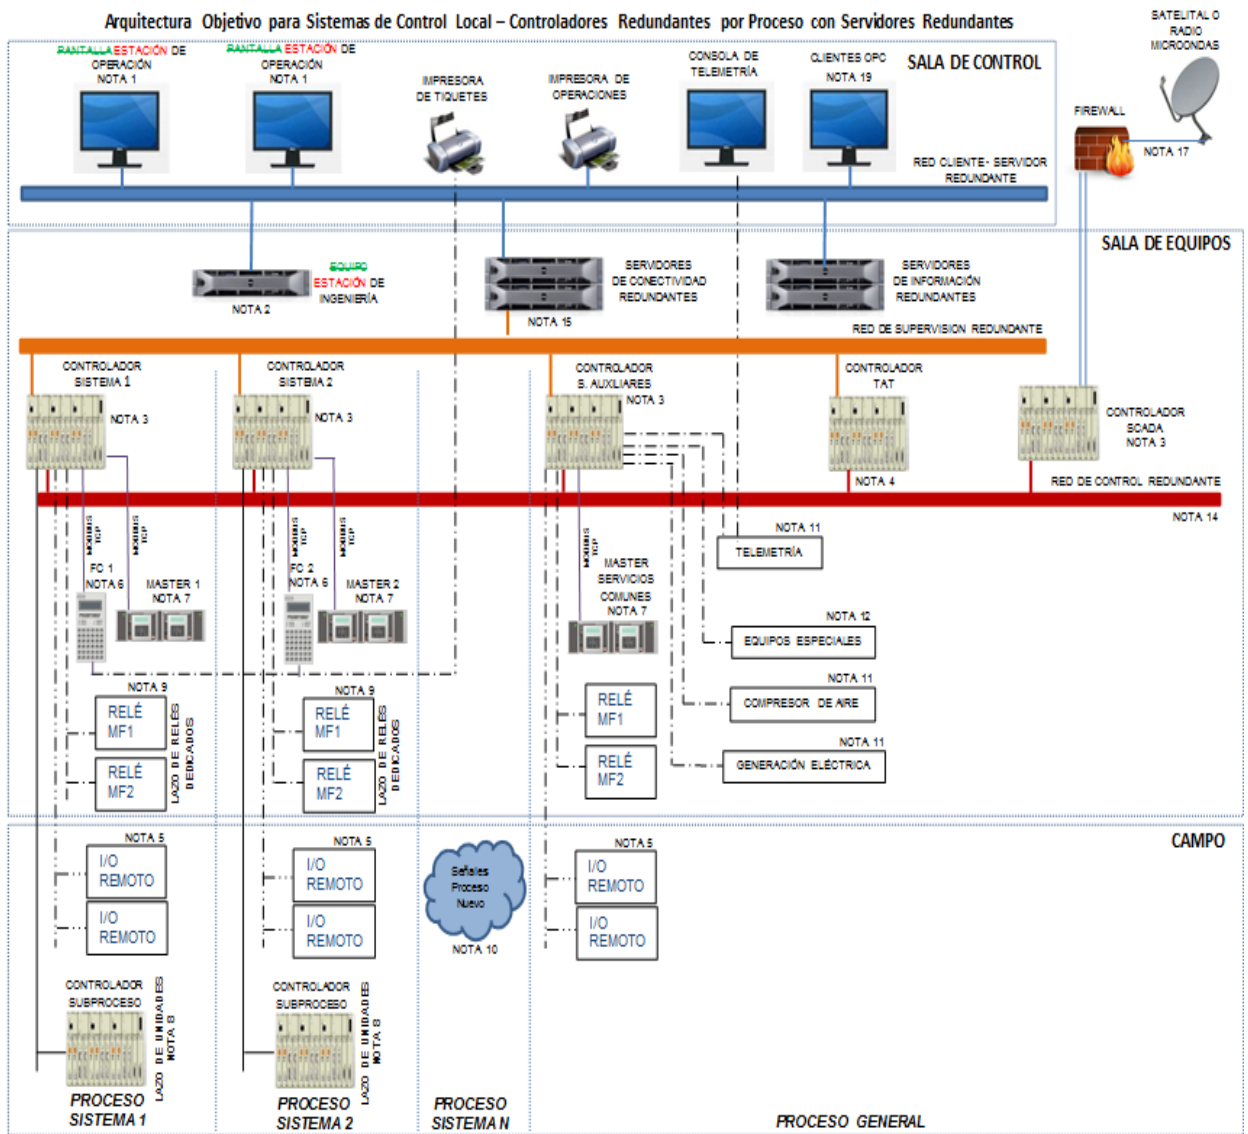 Arquitectura Objetivo para Sistemas de Control Local – Controladores Redundantes por Proceso con Servidores Redundantes
SATELITAL O
RADIO
MICROONDAS
SALA DE CONTROL
PANTALLA ESTACIÓN DE
OPERACIÓN
NOTA 1
PANTALLA ESTACIÓN DE
OPERACIÓN
NOTA 1
IMPRESORA
DE TIQUETES
IMPRESORA DE
OPERACIONES
CONSOLA DE
TELEMETRÍA
CLIENTES OPC
NOTA 19
FIREWALL
NOTA 17
RED CLIENTE- SERVIDOR
REDUNDANTE
SALA DE EQUIPOS
EQUIPO
ESTACIÓN DE
INGENIERÍA
NOTA 2
SERVIDORES
DE CONECTIVIDAD
REDUNDANTES
NOTA 15
SERVIDORES
DE INFORMACIÓN
REDUNDANTES
RED DE SUPERVISION REDUNDANTE
CONTROLADOR
SISTEMA 1
NOTA 3
CONTROLADOR
SISTEMA 2
NOTA 3
CONTROLADOR
S. AUXILIARES
NOTA 3
CONTROLADOR
TAT
NOTA 4
CONTROLADOR
SCADA
NOTA 3
RED DE CONTROL REDUNDANTE
NOTA 14
MODBUS
TCP
MODBUS
TCP
MODBUS
TCP
MODBUS
TCP
MODBUS
TCP
FC 1
NOTA 6
MASTER 1
NOTA 7
FC 2
NOTA 6
MASTER 2
NOTA 7
MASTER
SERVICIOS
COMUNES
NOTA 7
NOTA 11
TELEMETRÍA
NOTA 12
EQUIPOS ESPECIALES
NOTA 11
COMPRESOR DE AIRE
NOTA 11
GENERACIÓN ELÉCTRICA
NOTA 9
RELÉ
MF1
RELÉ
MF2
LAZO DE RELÉS
DEDICADOS
NOTA 9
RELÉ
MF1
RELÉ
MF2
LAZO DE RELÉS
DEDICADOS
RELÉ
MF1
RELÉ
MF2
CAMPO
NOTA 5
I/O
REMOTO
I/O
REMOTO
NOTA 5
I/O
REMOTO
I/O
REMOTO
Señales
Proceso
Nuevo
NOTA 10
NOTA 5
I/O
REMOTO
I/O
REMOTO
CONTROLADOR
SUBPROCESO
LAZO DE UNIDADES
NOTA 8
CONTROLADOR
SUBPROCESO
LAZO DE UNIDADES
NOTA 8
PROCESO
SISTEMA 1
PROCESO
SISTEMA 2
PROCESO
SISTEMA N
PROCESO GENERAL